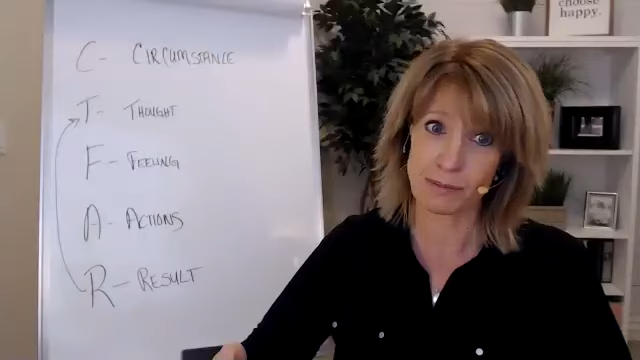 C- CIRCUMSTANCE
T- THOUGHT
F- FEELING
A- ACTIONS
R- RESULT
choose
happy.